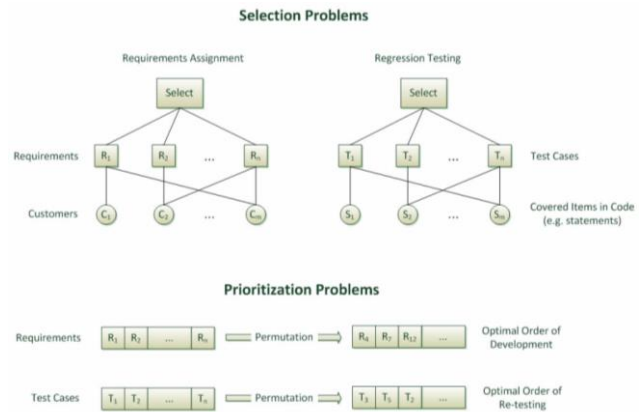 Selection Problems
Requirements Assignment Regression Testing
Select Select
Requirements R₁ R₂ ... Rₙ T₁ T₂ ... Tₙ Test Cases
Customers C₁ C₂ ... Cₘ S₁ S₂ ... Sₘ Covered Items in Code
(e.g. statements)
Prioritization Problems
Requirements R₁ R₂ ... Rₙ Permutation R₄ R₇ R₁₂ ... Optimal Order of
Development
Test Cases T₁ T₂ ... Tₙ Permutation T₃ T₅ T₂ ... Optimal Order of
Re-testing